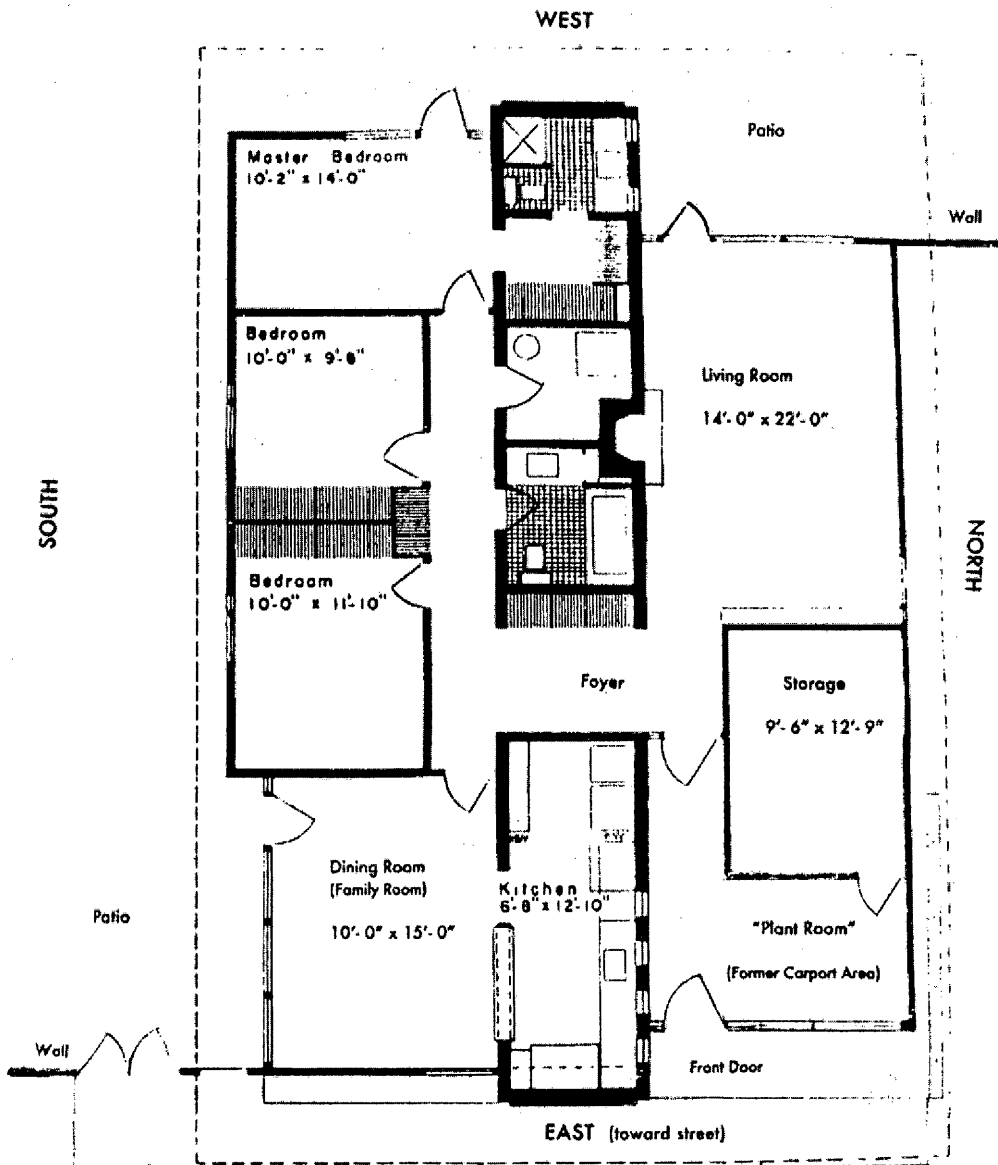 WEST
Patio
Master Bedroom
10'-2" x 14'-0"
Wall
Bedroom
10'-0" x 9'-8"
Living Room
14'-0" x 22'-0"
SOUTH
NORTH
Bedroom
10'-0" x 11'-10"
Foyer
Storage
9'-6" x 12'-9"
Dining Room
(Family Room)
10'-0" x 15'-0"
Kitchen
6'-8" x 12'-10"
Patio
"Plant Room"
(Former Carport Area)
Wall
Front Door
EAST (toward street)